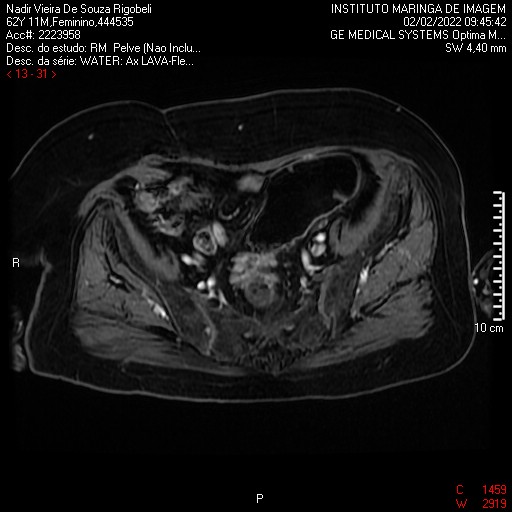 Nadir Vieira De Souza Rigobeli
62Y 11M,Feminino,444535
Acc#: 2223958
Desc. do estudo: RM Pelve (Nao Inclu...
Desc. da série: WATER: Ax LAVA-Fle...
< 13 - 31 >
INSTITUTO MARINGA DE IMAGEM
02/02/2022 09:45:42
GE MEDICAL SYSTEMS Optima M...
SW 4,40 mm
R
10 cm
P
C 1459
W 2919